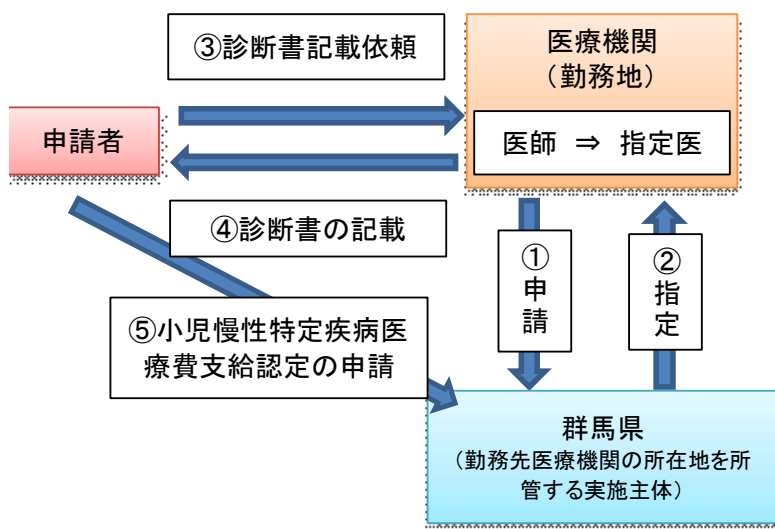 ③診断書記載依頼
医療機関
（勤務地）
申請者
医師 ⇒ 指定医
④診断書の記載
①申請
②指定
⑤小児慢性特定疾病医
療費支給認定の申請
群馬県
（勤務先医療機関の所在地を所
管する実施主体）